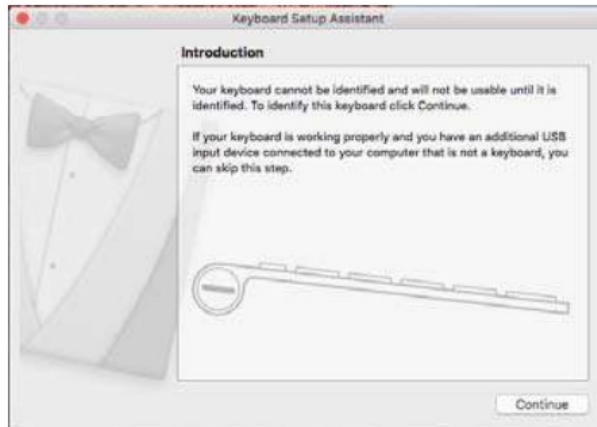 Keyboard Setup Assistant
Introduction
Your keyboard cannot be identified and will not be usable until it is
identified. To identify this keyboard click Continue.
If your keyboard is working properly and you have an additional USB
input device connected to your computer that is not a keyboard, you
can skip this step.
Continue